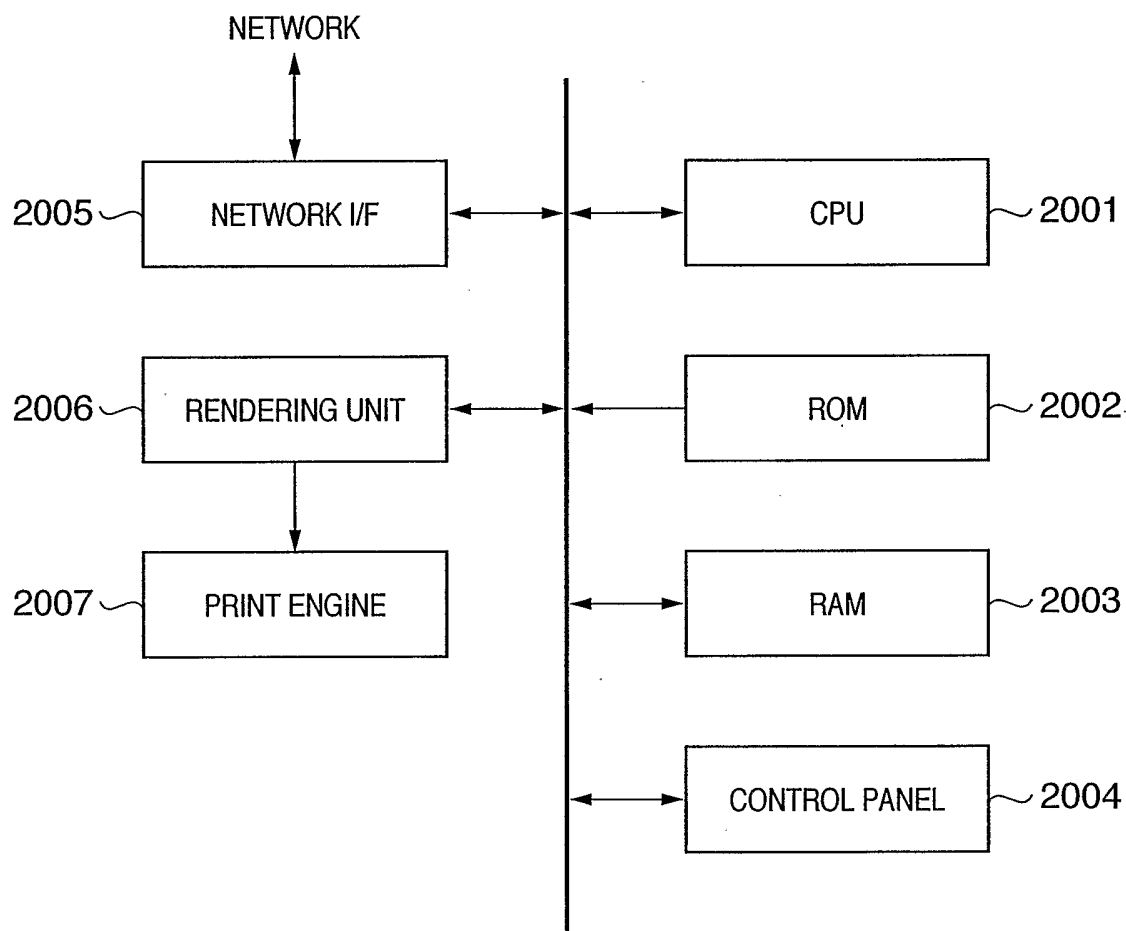 NETWORK
2005 NETWORK I/F
CPU 2001
2006 RENDERING UNIT
ROM 2002
2007 PRINT ENGINE
RAM 2003
CONTROL PANEL 2004